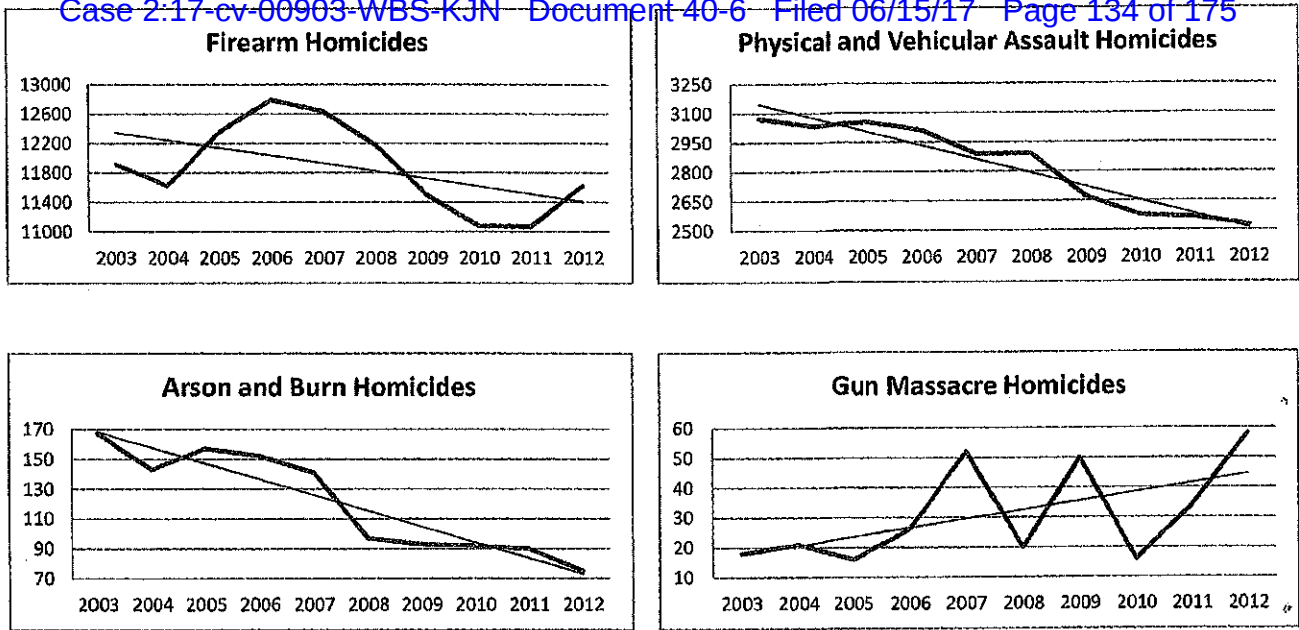 Case 2:17-cv-00903-WBS-KJN Document 40-6 Filed 06/15/17 Page 134 of 175
Firearm Homicides
13000
12600
12200
11800
11400
11000
2003 2004 2005 2006 2007 2008 2009 2010 2011 2012
Physical and Vehicular Assault Homicides
3250
3100
2950
2800
2650
2500
2003 2004 2005 2006 2007 2008 2009 2010 2011 2012
Arson and Burn Homicides
170
150
130
110
90
70
2003 2004 2005 2006 2007 2008 2009 2010 2011 2012
Gun Massacre Homicides
60
50
40
30
20
10
2003 2004 2005 2006 2007 2008 2009 2010 2011 2012